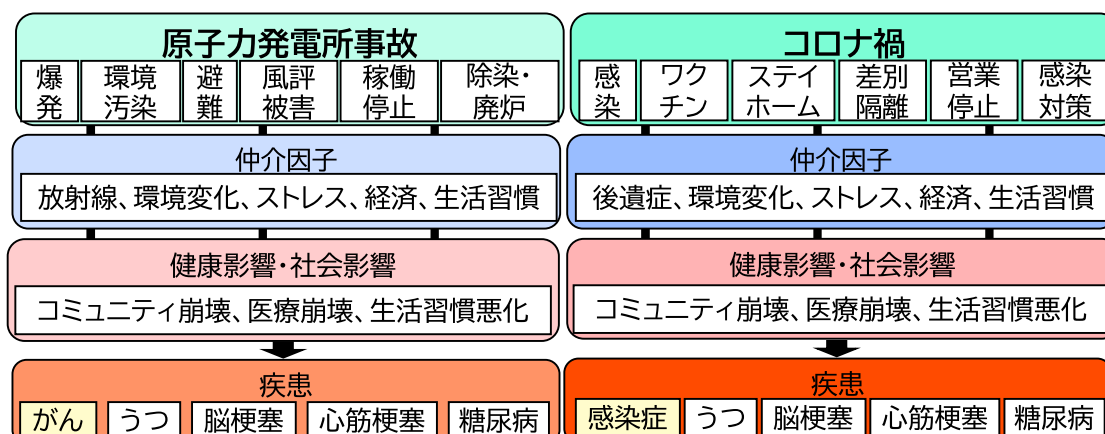 原子力発電所事故
爆発
環境汚染
避難
風評被害
稼働停止
除染・廃炉
仲介因子
放射線、環境変化、ストレス、経済、生活習慣
健康影響・社会影響
コミュニティ崩壊、医療崩壊、生活習慣悪化
疾患
がん
うつ
脳梗塞
心筋梗塞
糖尿病
コロナ禍
感染
ワクチン
ステイホーム
差別隔離
営業停止
感染対策
仲介因子
後遺症、環境変化、ストレス、経済、生活習慣
健康影響・社会影響
コミュニティ崩壊、医療崩壊、生活習慣悪化
疾患
感染症
うつ
脳梗塞
心筋梗塞
糖尿病